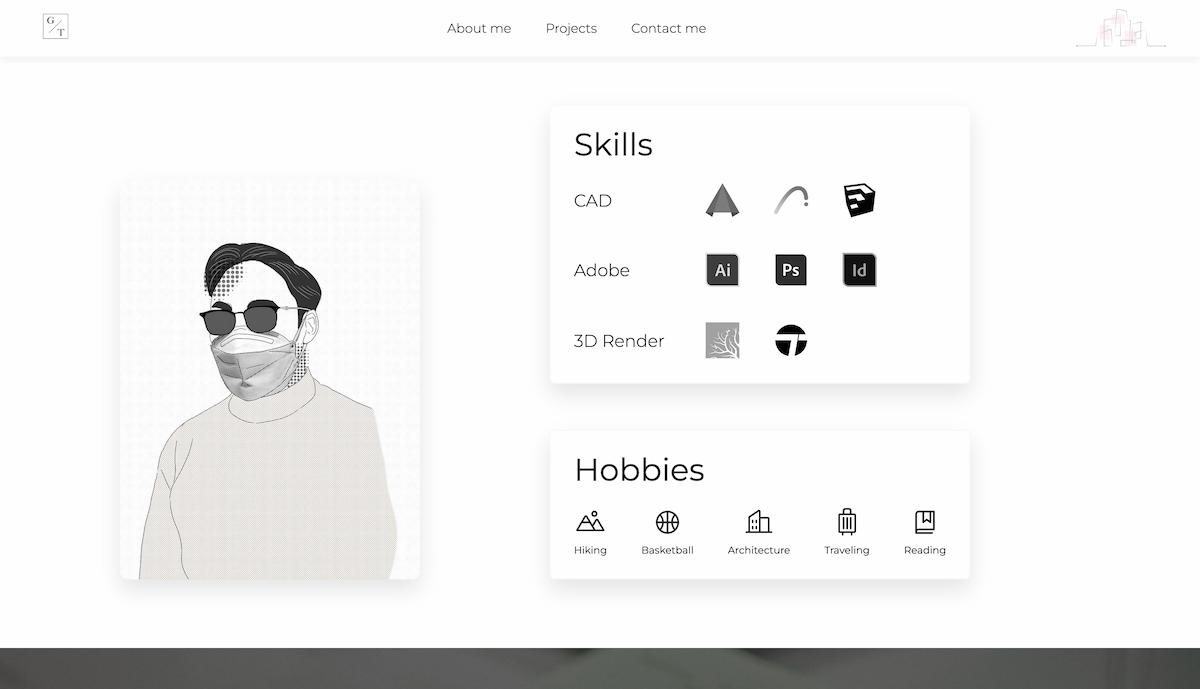 G
T
About me Projects Contact me
Skills
CAD
Adobe
Ai Ps Id
3D Render
Hobbies
Hiking Basketball Architecture Traveling Reading